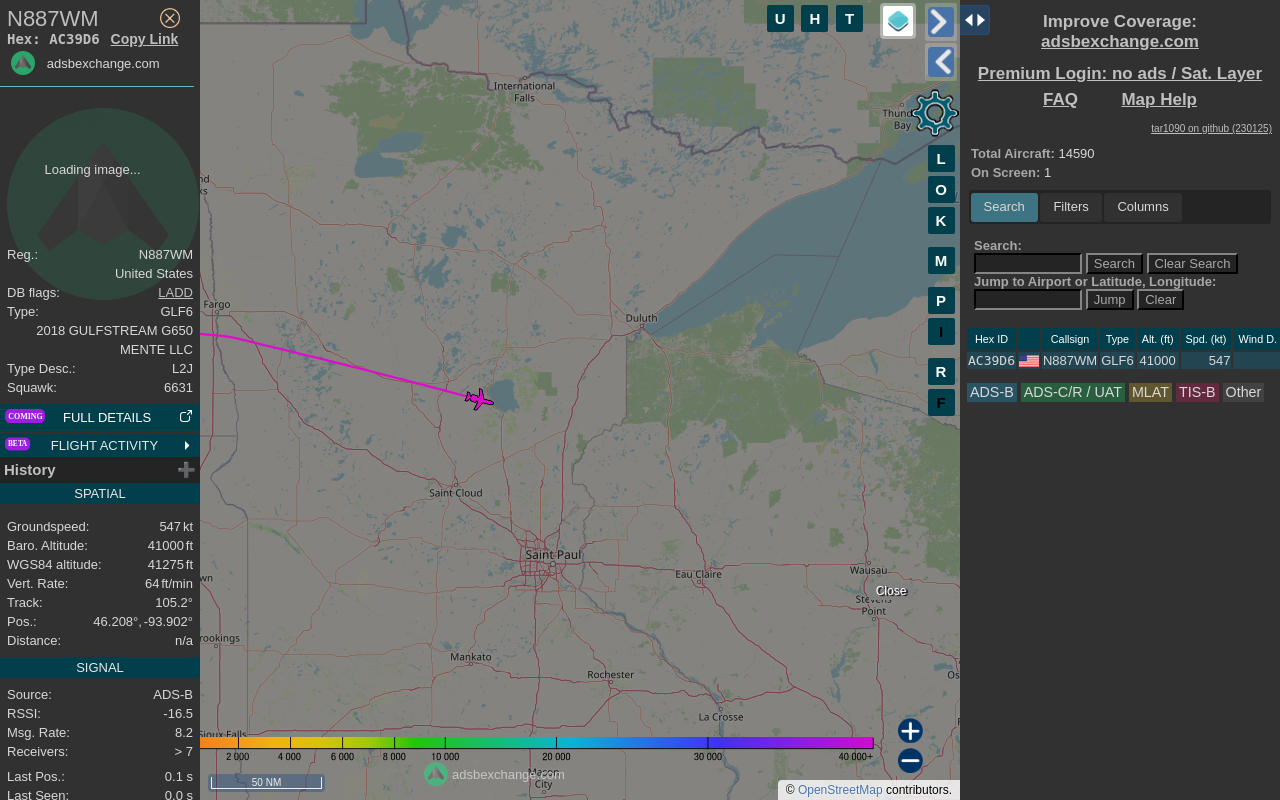 N887WM
Hex: AC39D6 Copy Link
adsbexchange.com
Loading image...
Reg.: N887WM
United States
DB flags: LADD
Type: GLF6
2018 GULFSTREAM G650
MENTE LLC
Type Desc.: L2J
Squawk: 6631
COMING FULL DETAILS
BETA FLIGHT ACTIVITY
History
SPATIAL
Groundspeed: 547 kt
Baro. Altitude: 41000 ft
WGS84 altitude: 41275 ft
Vert. Rate: 64 ft/min
Track: 105.2°
Pos.: 46.208°, -93.902°
Distance: n/a
SIGNAL
Source: ADS-B
RSSI: -16.5
Msg. Rate: 8.2
Receivers: > 7
Last Pos.: 0.1 s
Last Seen: 0.0 s
U H T
International
Falls
Thund
Bay
nd
ks
Fargo
Duluth
Saint Cloud
Saint Paul
Eau Claire
Wausau
Close
Stevens
Point
wn
rookings
Mankato
Rochester
Os
La Crosse
Sioux Falls
Mason
City
L
O
K
M
P
I
R
F
2 000 4 000 6 000 8 000 10 000 20 000 30 000 40 000+
adsbexchange.com
50 NM
© OpenStreetMap contributors.
Improve Coverage:
adsbexchange.com
Premium Login: no ads / Sat. Layer
FAQ Map Help
tar1090 on github (230125)
Total Aircraft: 14590
On Screen: 1
Search Filters Columns
Search:
Search Clear Search
Jump to Airport or Latitude, Longitude:
Jump Clear
Hex ID Callsign Type Alt. (ft) Spd. (kt) Wind D.
AC39D6 N887WM GLF6 41000 547
ADS-B ADS-C/R / UAT MLAT TIS-B Other